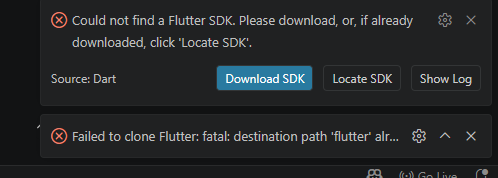 Could not find a Flutter SDK. Please download, or, if already
downloaded, click 'Locate SDK'.
Source: Dart
Download SDK
Locate SDK
Show Log
Failed to clone Flutter: fatal: destination path 'flutter' alr...
Go Live